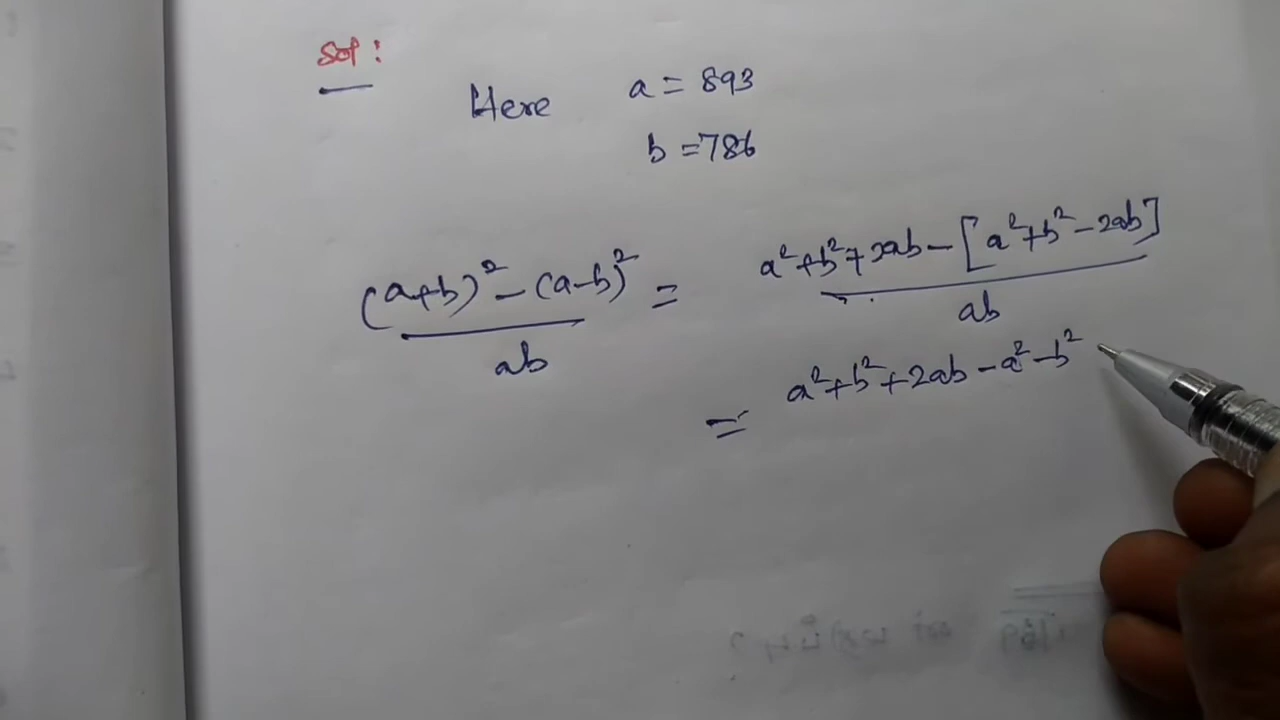 Sol :
Here a = 893
b = 786
(a+b)² - (a-b)² / ab = a²+b²+2ab - [a²+b²-2ab] / ab
= a²+b²+2ab - a² - b²